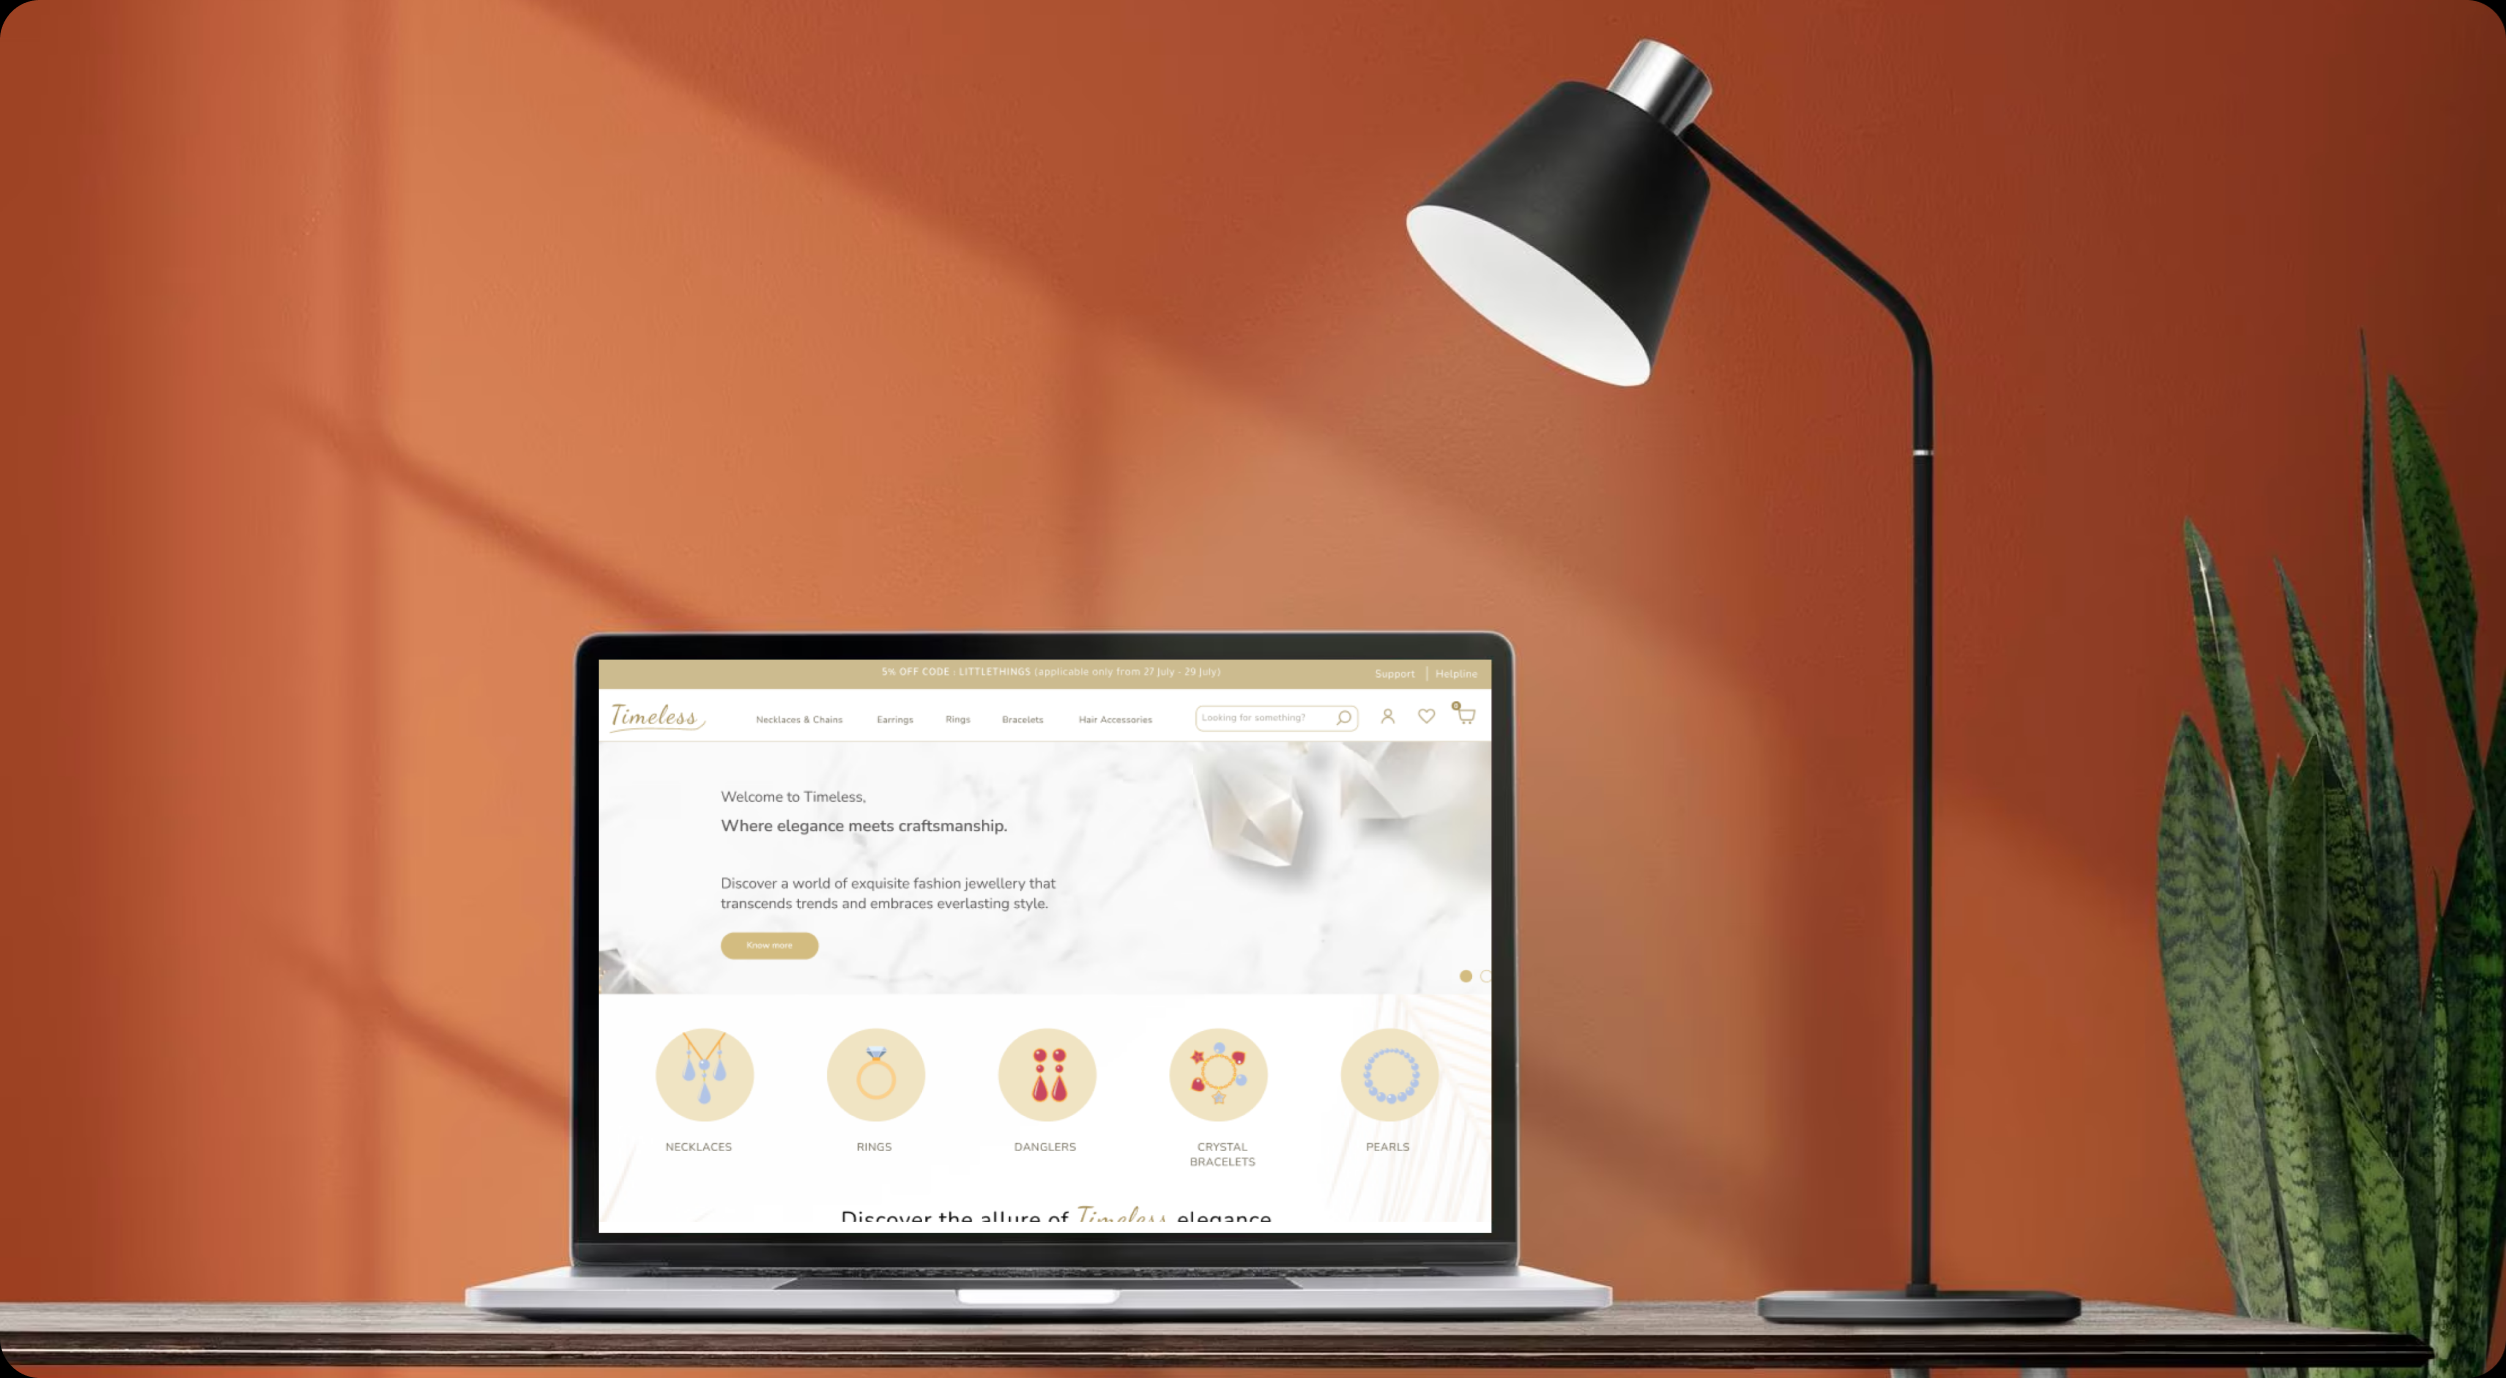 5% OFF CODE : LITTLETHINGS (applicable only from 27 July - 29 July)
Support | Helpline
Timeless
Necklaces & Chains
Earrings
Rings
Bracelets
Hair Accessories
Looking for something?
0
Welcome to Timeless,
Where elegance meets craftsmanship.
Discover a world of exquisite fashion jewellery that
transcends trends and embraces everlasting style.
Know more
NECKLACES
RINGS
DANGLERS
CRYSTAL
BRACELETS
PEARLS
Discover the allure of Timeless elegance